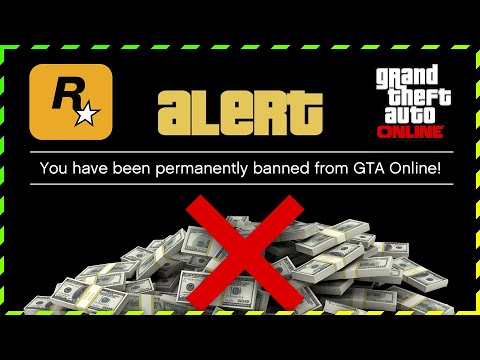 R
ALERT
grand
theft
auto
ONLINE
You have been permanently banned from GTA Online!